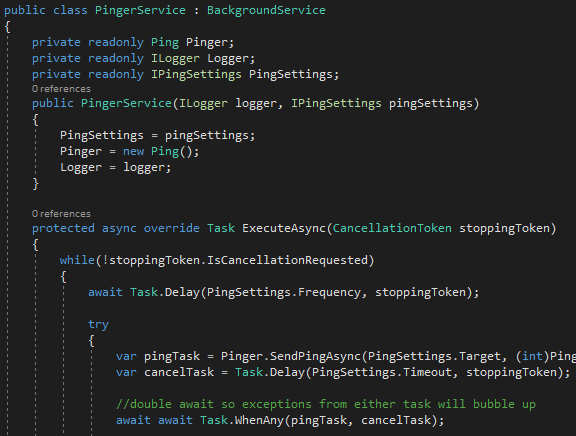 public class PingerService : BackgroundService
{
private readonly Ping Pinger;
private readonly ILogger Logger;
private readonly IPingSettings PingSettings;
0 references
public PingerService(ILogger logger, IPingSettings pingSettings)
{
PingSettings = pingSettings;
Pinger = new Ping();
Logger = logger;
}
0 references
protected async override Task ExecuteAsync(CancellationToken stoppingToken)
{
while(!stoppingToken.IsCancellationRequested)
{
await Task.Delay(PingSettings.Frequency, stoppingToken);
try
{
var pingTask = Pinger.SendPingAsync(PingSettings.Target, (int)Ping
var cancelTask = Task.Delay(PingSettings.Timeout, stoppingToken);
//double await so exceptions from either task will bubble up
await await Task.WhenAny(pingTask, cancelTask);